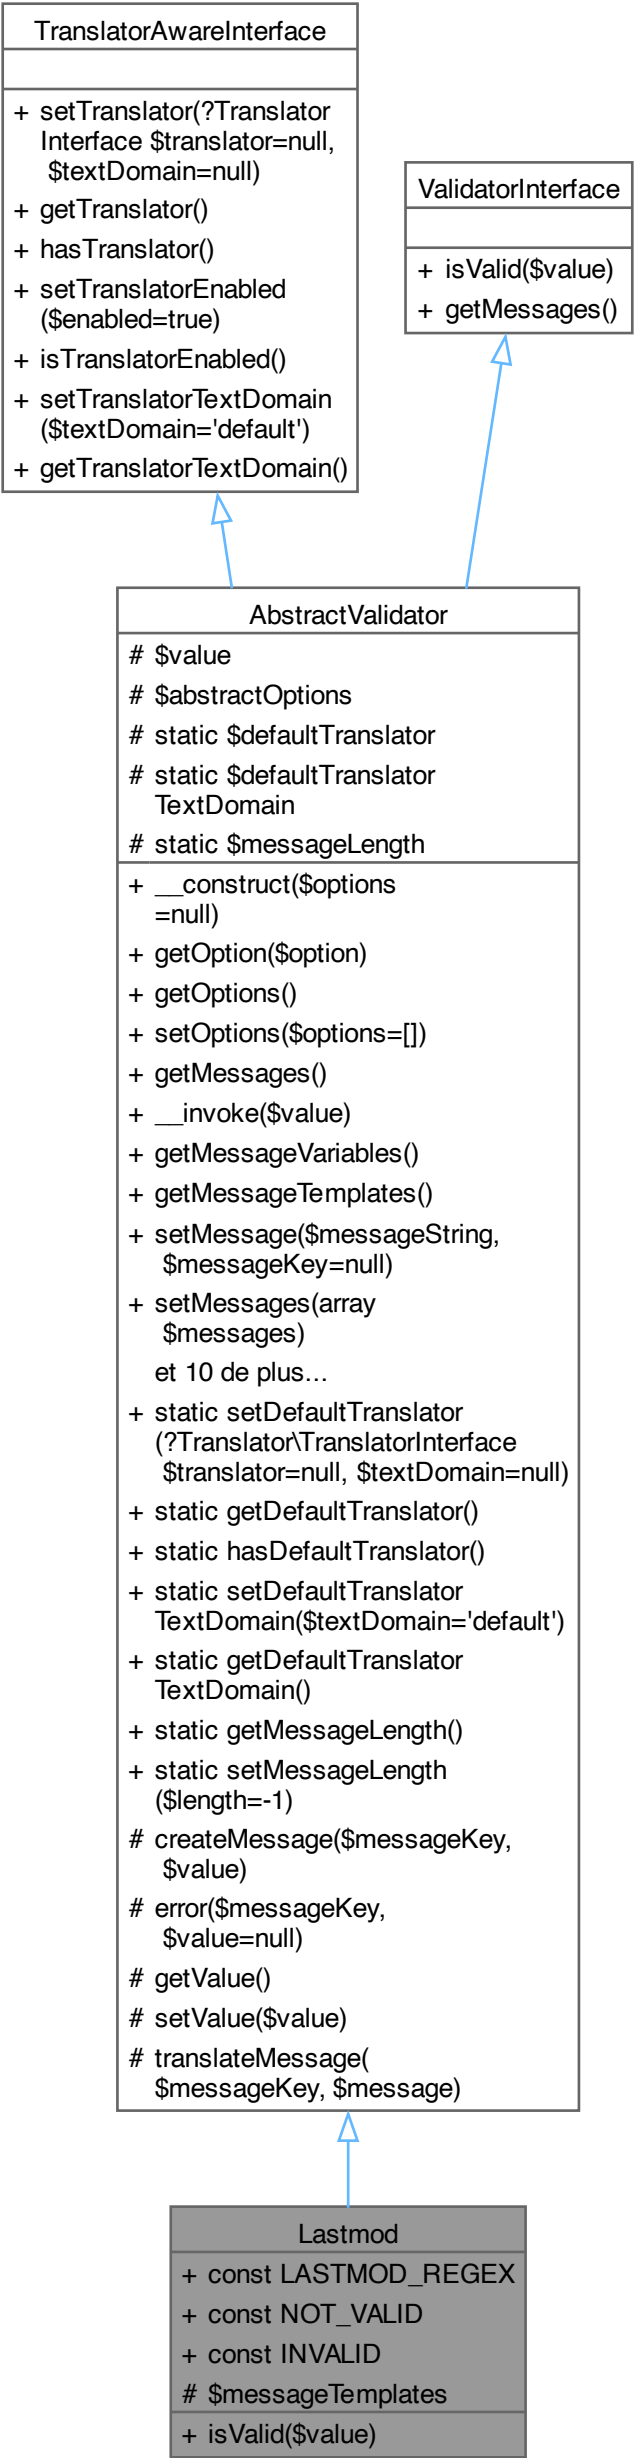 TranslatorAwareInterface
+ setTranslator(?Translator
Interface $translator=null,
$textDomain=null)
+ getTranslator()
+ hasTranslator()
+ setTranslatorEnabled
($enabled=true)
+ isTranslatorEnabled()
+ setTranslatorTextDomain
($textDomain='default')
+ getTranslatorTextDomain()
ValidatorInterface
+ isValid($value)
+ getMessages()
AbstractValidator
# $value
# $abstractOptions
# static $defaultTranslator
# static $defaultTranslator
TextDomain
# static $messageLength
+ __construct($options
=null)
+ getOption($option)
+ getOptions()
+ setOptions($options=[])
+ getMessages()
+ __invoke($value)
+ getMessageVariables()
+ getMessageTemplates()
+ setMessage($messageString,
$messageKey=null)
+ setMessages(array
$messages)
et 10 de plus...
+ static setDefaultTranslator
(?Translator\TranslatorInterface
$translator=null, $textDomain=null)
+ static getDefaultTranslator()
+ static hasDefaultTranslator()
+ static setDefaultTranslator
TextDomain($textDomain='default')
+ static getDefaultTranslator
TextDomain()
+ static getMessageLength()
+ static setMessageLength
($length=-1)
# createMessage($messageKey,
$value)
# error($messageKey,
$value=null)
# getValue()
# setValue($value)
# translateMessage(
$messageKey, $message)
Lastmod
+ const LASTMOD_REGEX
+ const NOT_VALID
+ const INVALID
# $messageTemplates
+ isValid($value)